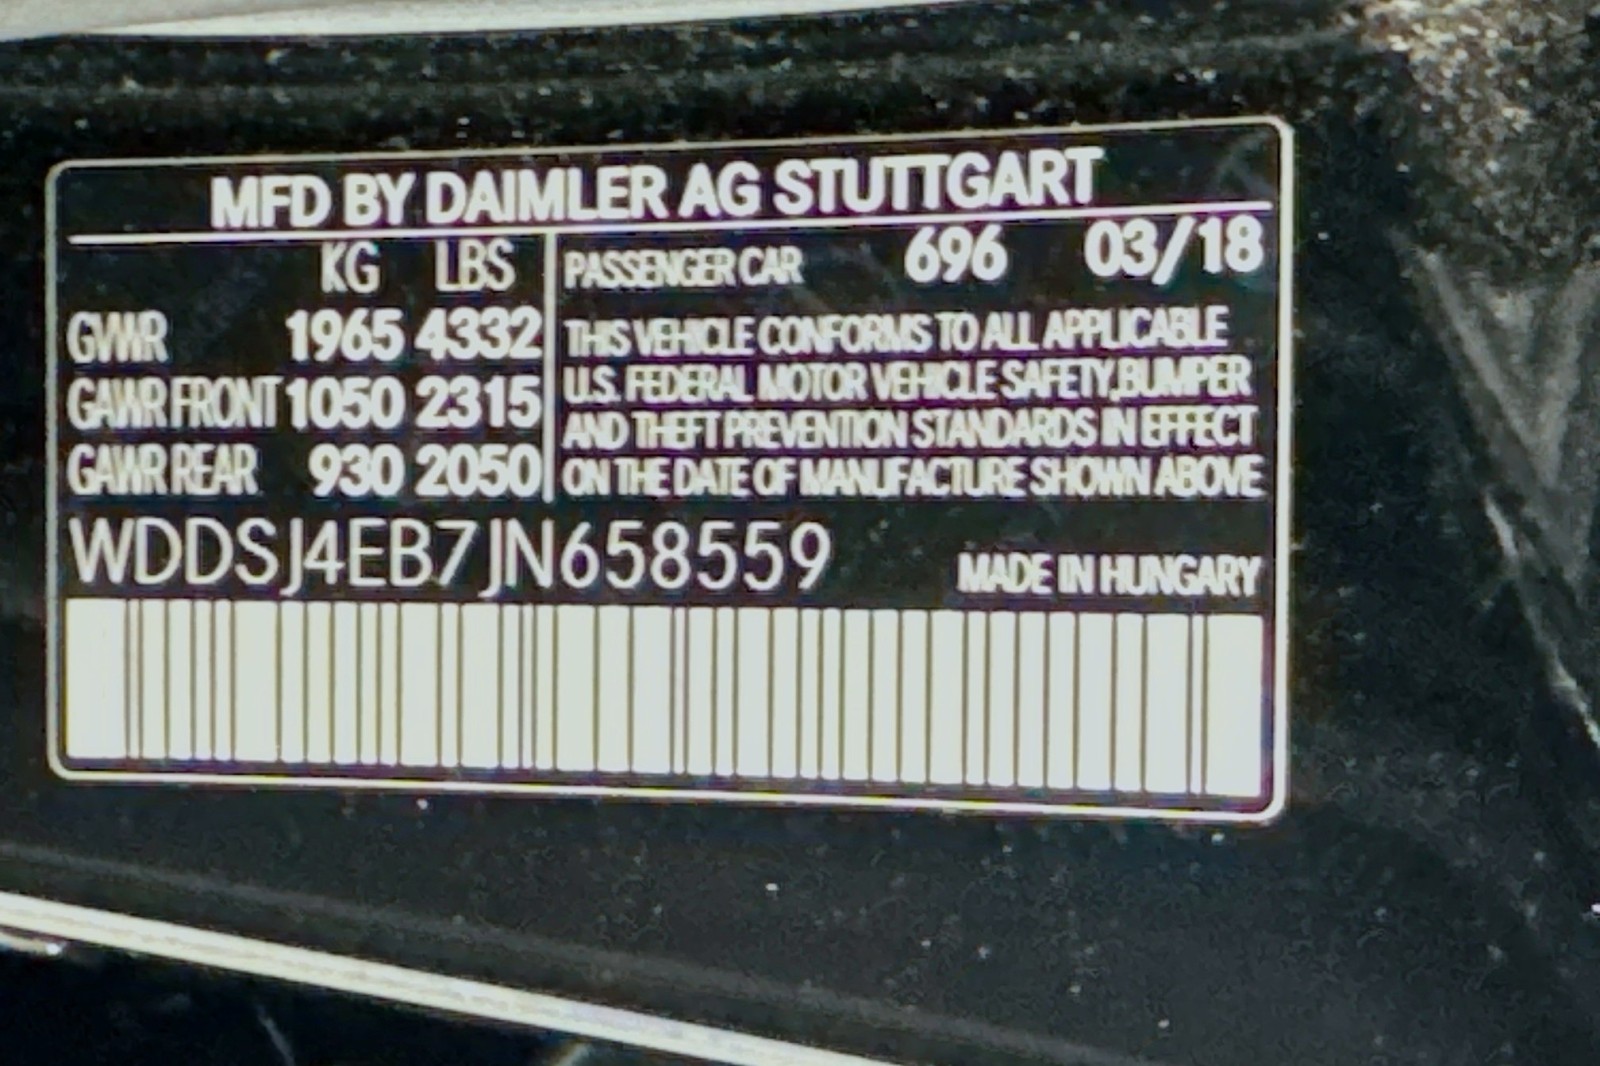 MFD BY DAIMLER AG STUTTGART
KG LBS
GVWR 1965 4332
GAWR FRONT 1050 2315
GAWR REAR 930 2050
PASSENGER CAR 696 03/18
THIS VEHICLE CONFORMS TO ALL APPLICABLE
U.S. FEDERAL MOTOR VEHICLE SAFETY,BUMPER
AND THEFT PREVENTION STANDARDS IN EFFECT
ON THE DATE OF MANUFACTURE SHOWN ABOVE
WDDSJ4EB7JN658559
MADE IN HUNGARY